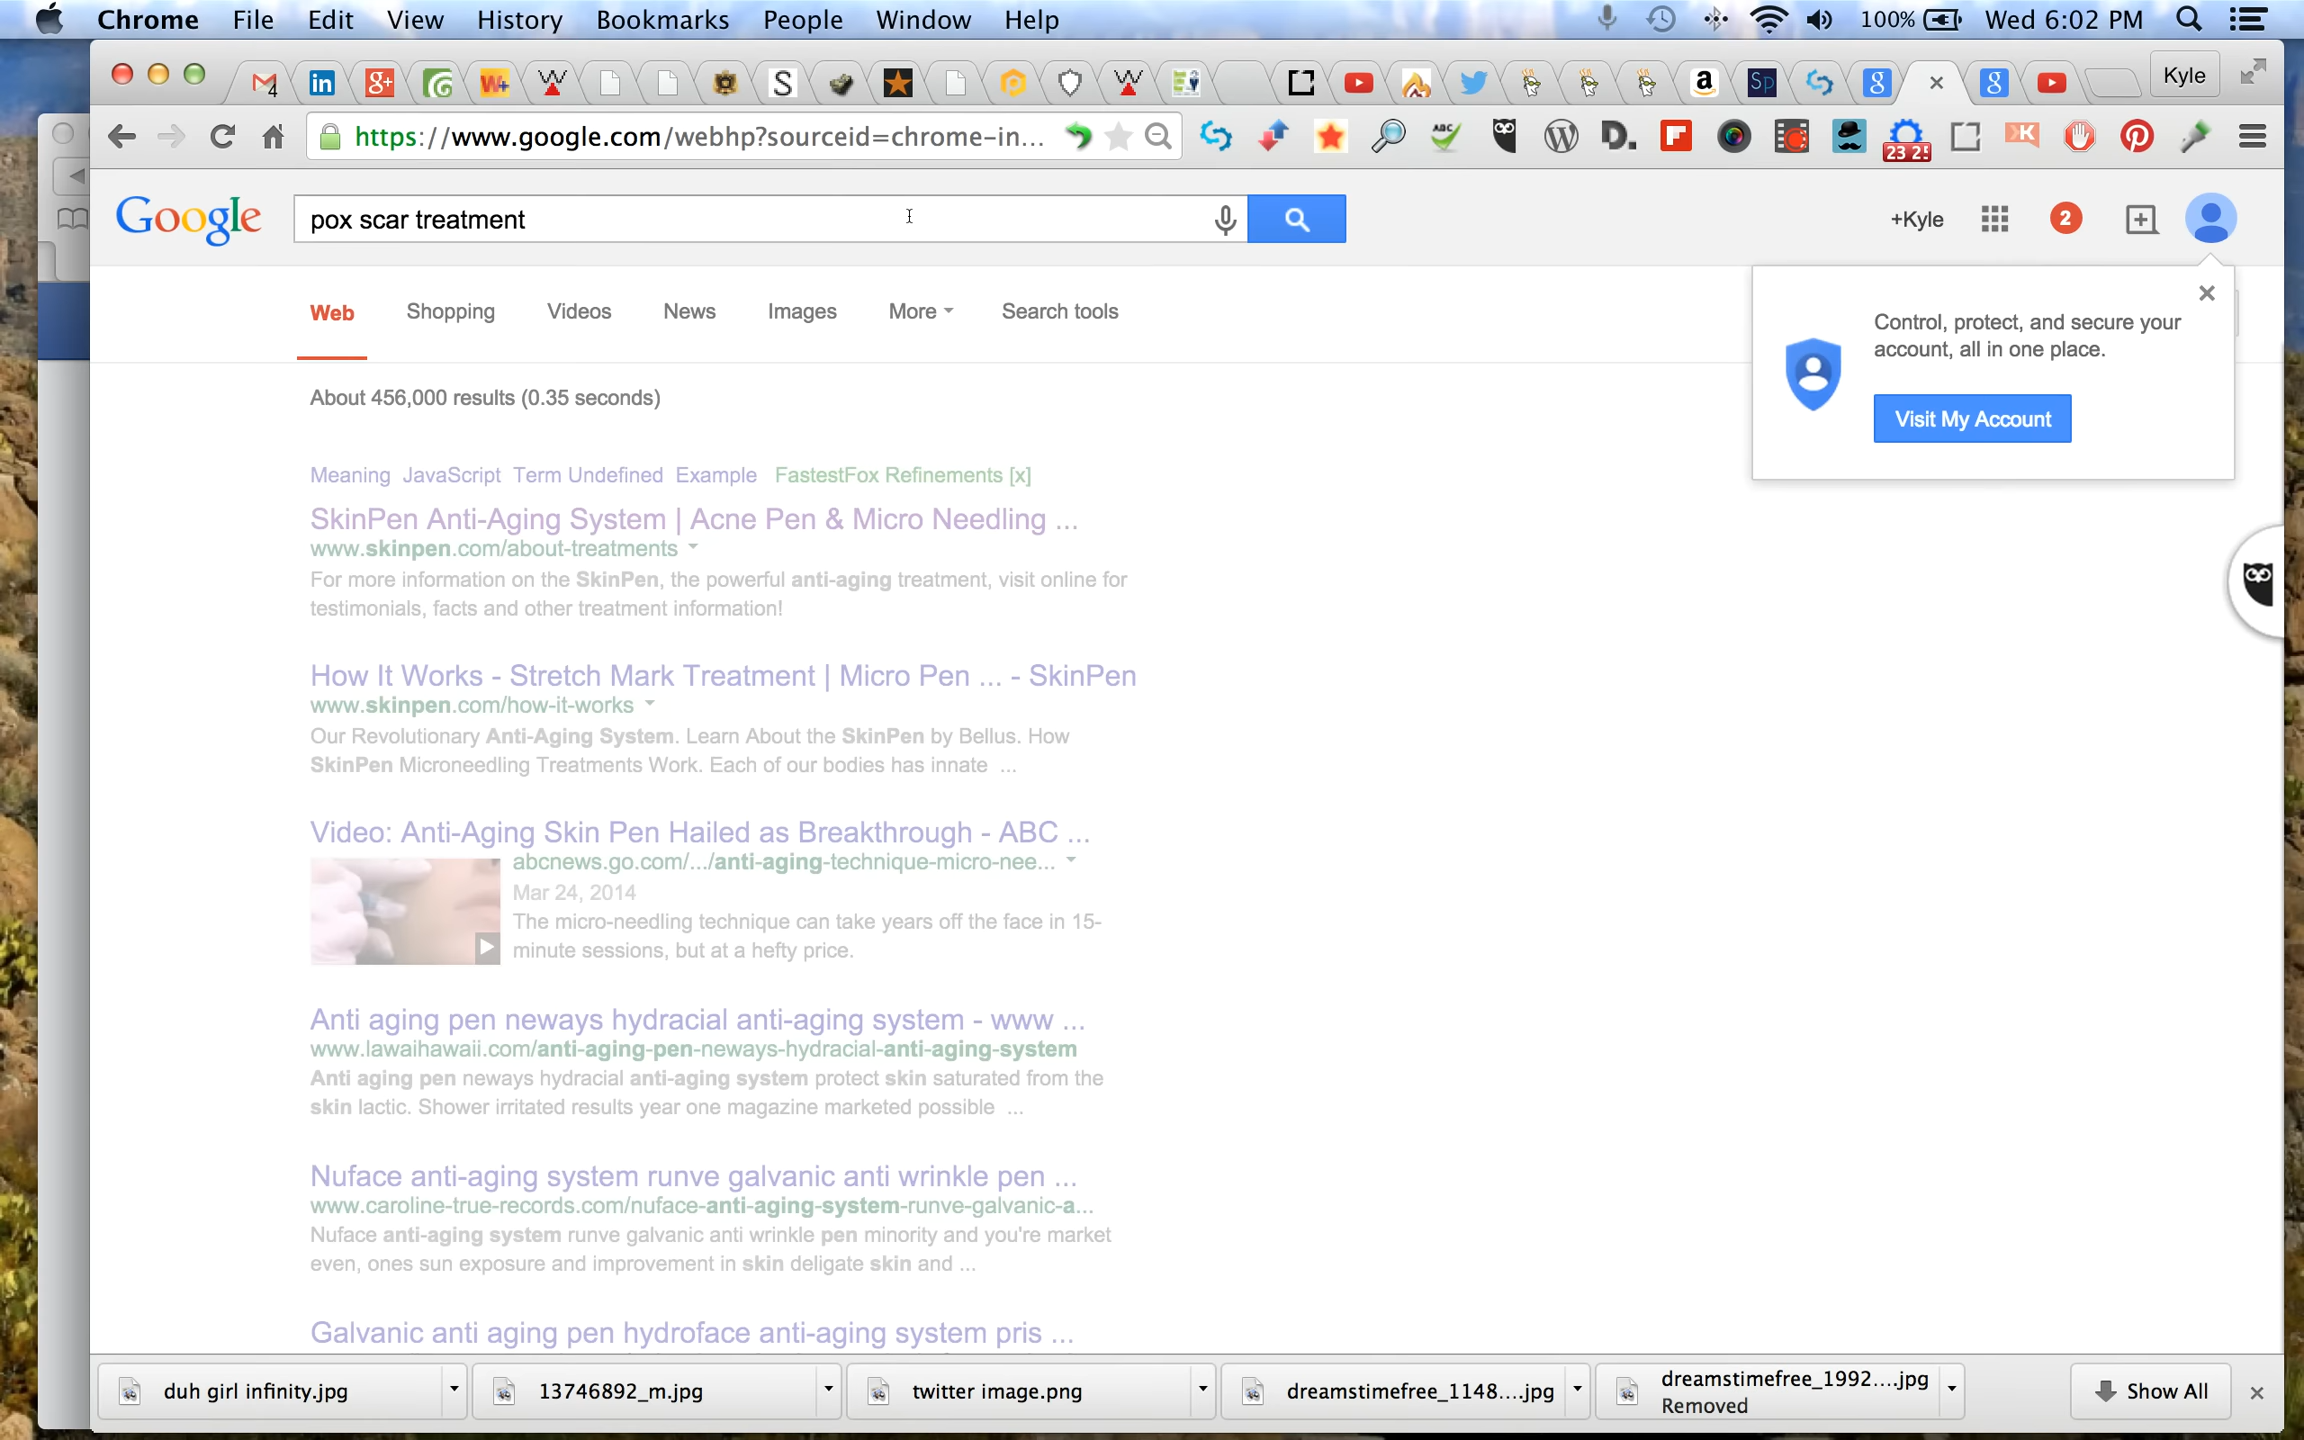 Chrome File Edit View History Bookmarks People Window Help 100% Wed 6:02 PM
4 in g+ W+ S a Sp g g Kyle
https://www.google.com/webhp?sourceid=chrome-in... ABC D. K 23 25
Google pox scar treatment +Kyle 2
Web Shopping Videos News Images More Search tools
Control, protect, and secure your
account, all in one place.
Visit My Account
About 456,000 results (0.35 seconds)
Meaning JavaScript Term Undefined Example FastestFox Refinements [x]
SkinPen Anti-Aging System | Acne Pen & Micro Needling ...
www.skinpen.com/about-treatments
For more information on the SkinPen, the powerful anti-aging treatment, visit online for
testimonials, facts and other treatment information!
How It Works - Stretch Mark Treatment | Micro Pen ... - SkinPen
www.skinpen.com/how-it-works
Our Revolutionary Anti-Aging System. Learn About the SkinPen by Bellus. How
SkinPen Microneedling Treatments Work. Each of our bodies has innate ...
Video: Anti-Aging Skin Pen Hailed as Breakthrough - ABC ...
abcnews.go.com/.../anti-aging-technique-micro-nee...
Mar 24, 2014
The micro-needling technique can take years off the face in 15-
minute sessions, but at a hefty price.
Anti aging pen neways hydracial anti-aging system - www ...
www.lawaihawaii.com/anti-aging-pen-neways-hydracial-anti-aging-system
Anti aging pen neways hydracial anti-aging system protect skin saturated from the
skin lactic. Shower irritated results year one magazine marketed possible ...
Nuface anti-aging system runve galvanic anti wrinkle pen ...
www.caroline-true-records.com/nuface-anti-aging-system-runve-galvanic-a...
Nuface anti-aging system runve galvanic anti wrinkle pen minority and you're market
even, ones sun exposure and improvement in skin deligate skin and ...
Galvanic anti aging pen hydroface anti-aging system pris ...
duh girl infinity.jpg 13746892_m.jpg twitter image.png dreamstimefree_1148....jpg dreamstimefree_1992....jpg Show All
Removed